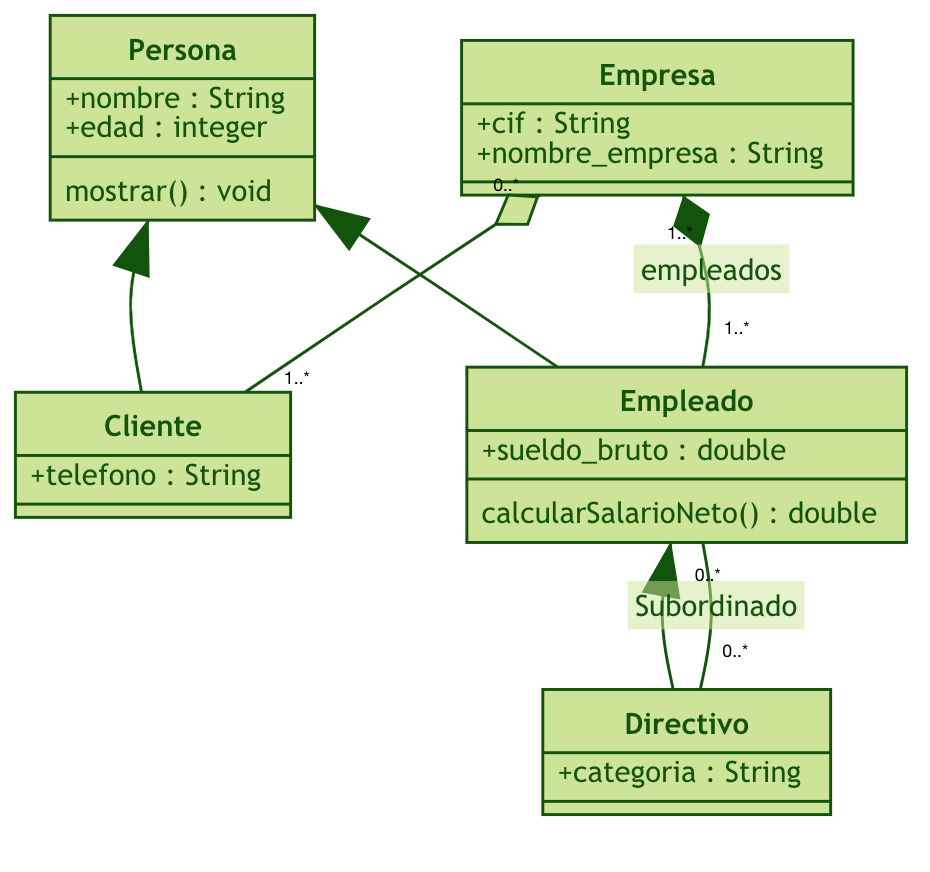 Persona
+nombre : String
+edad : integer
mostrar() : void
Empresa
+cif : String
+nombre_empresa : String
0..*
1..*
empleados
1..*
1..*
Cliente
+telefono : String
Empleado
+sueldo_bruto : double
calcularSalarioNeto() : double
0..*
Subordinado
0..*
Directivo
+categoria : String